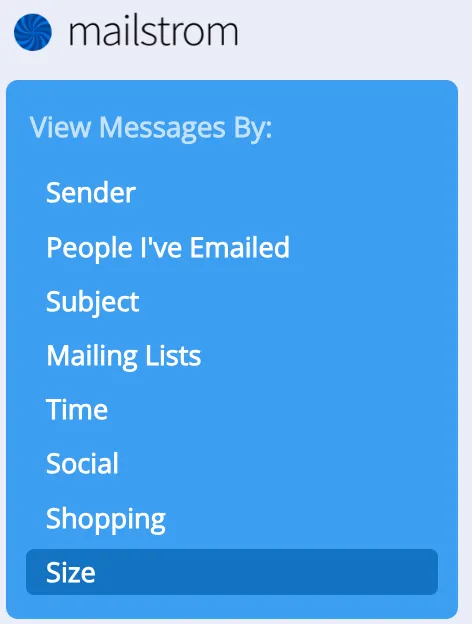 mailstrom
View Messages By:
Sender
People I've Emailed
Subject
Mailing Lists
Time
Social
Shopping
Size